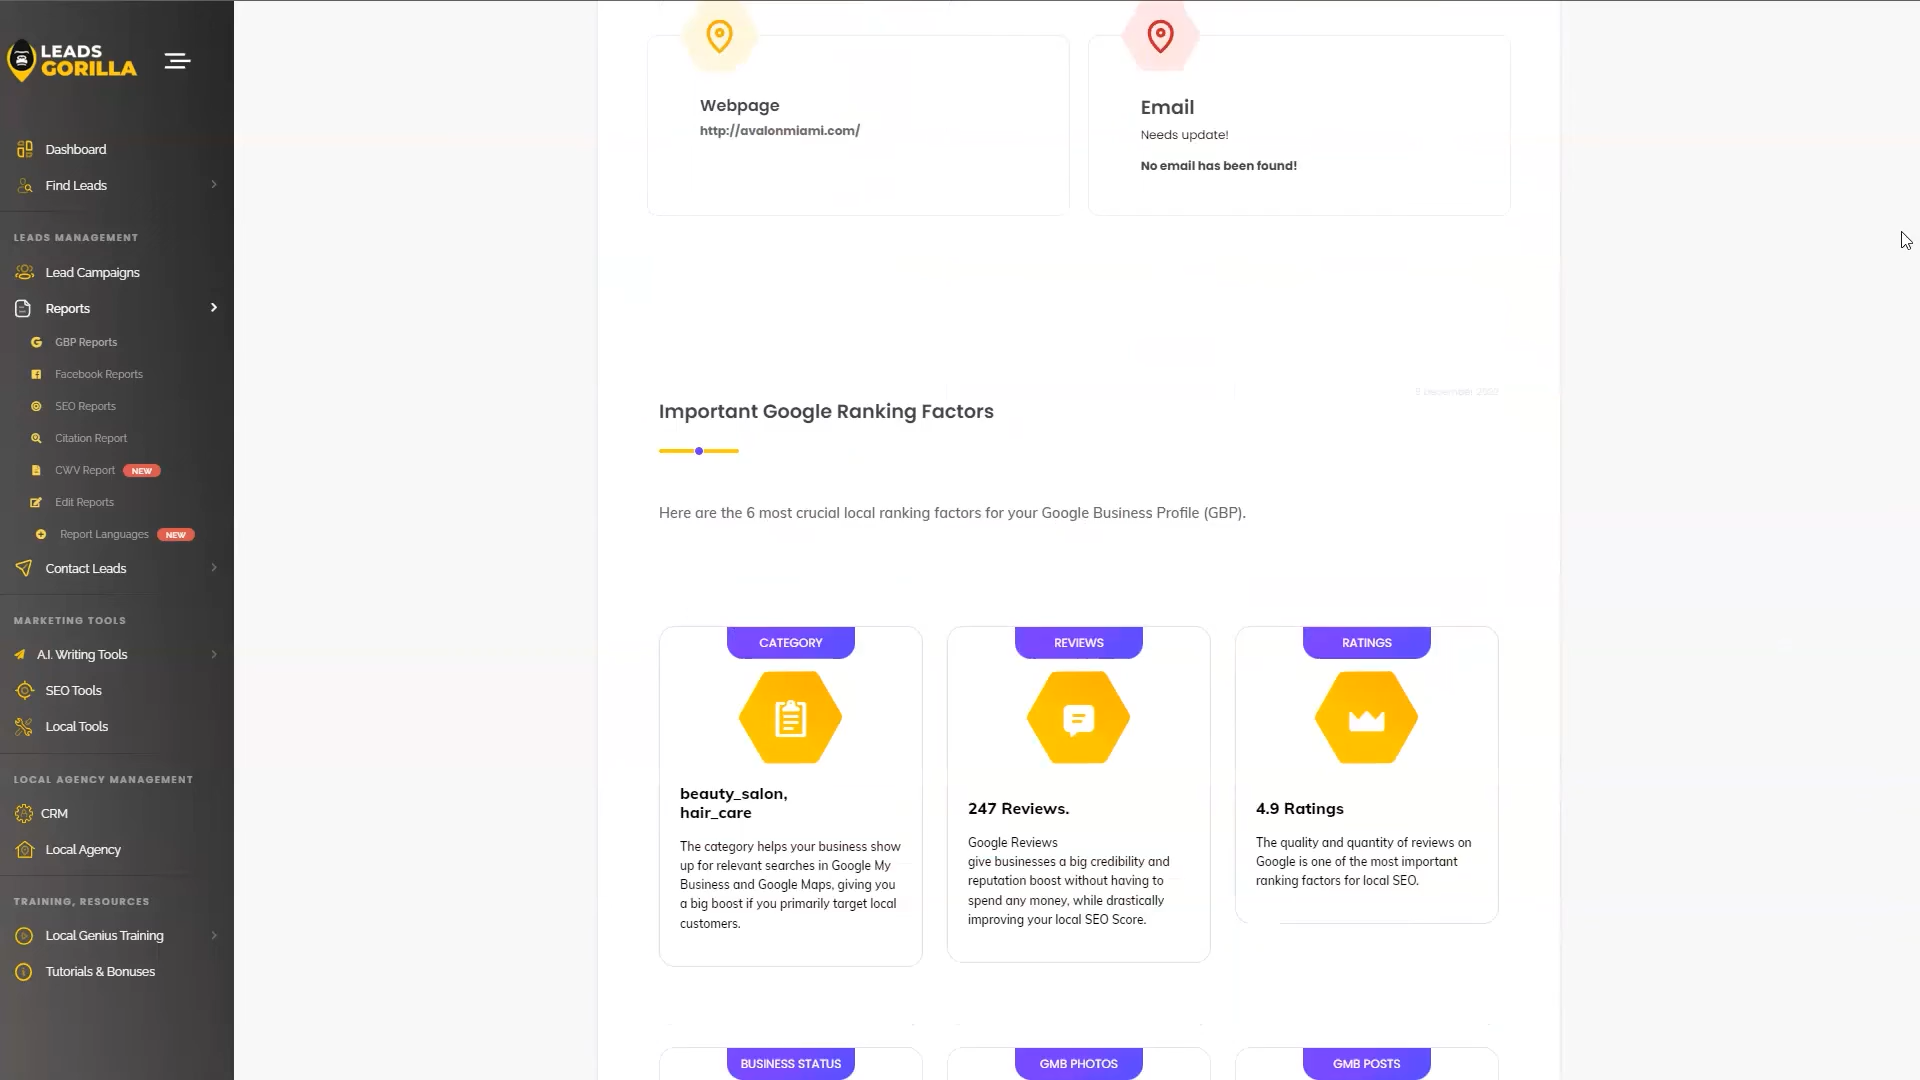 LEADS
GORILLA
Dashboard
Find Leads
LEADS MANAGEMENT
Lead Campaigns
Reports
GBP Reports
Facebook Reports
SEO Reports
Citation Report
CWV Report NEW
Edit Reports
Report Languages NEW
Contact Leads
MARKETING TOOLS
A.I. Writing Tools
SEO Tools
Local Tools
LOCAL AGENCY MANAGEMENT
CRM
Local Agency
TRAINING, RESOURCES
Local Genius Training
Tutorials & Bonuses
Webpage
http://avalonmiami.com/
Email
Needs update!
No email has been found!
Important Google Ranking Factors
Here are the 6 most crucial local ranking factors for your Google Business Profile (GBP).
CATEGORY
beauty_salon,
hair_care
The category helps your business show
up for relevant searches in Google My
Business and Google Maps, giving you
a big boost if you primarily target local
customers.
REVIEWS
247 Reviews.
Google Reviews
give businesses a big credibility and
reputation boost without having to
spend any money, while drastically
improving your local SEO Score.
RATINGS
4.9 Ratings
The quality and quantity of reviews on
Google is one of the most important
ranking factors for local SEO.
BUSINESS STATUS
GMB PHOTOS
GMB POSTS